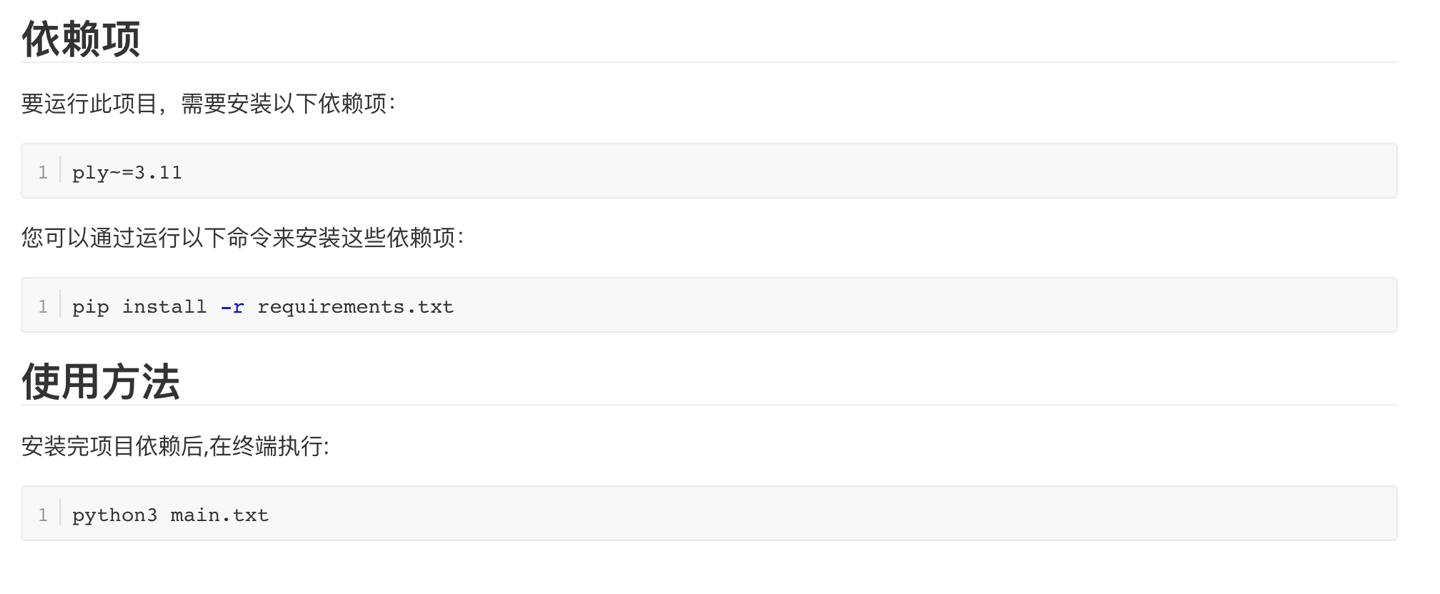 依赖项
要运行此项目，需要安装以下依赖项：
1 ply~=3.11
您可以通过运行以下命令来安装这些依赖项：
1 pip install -r requirements.txt
使用方法
安装完项目依赖后,在终端执行:
1 python3 main.txt